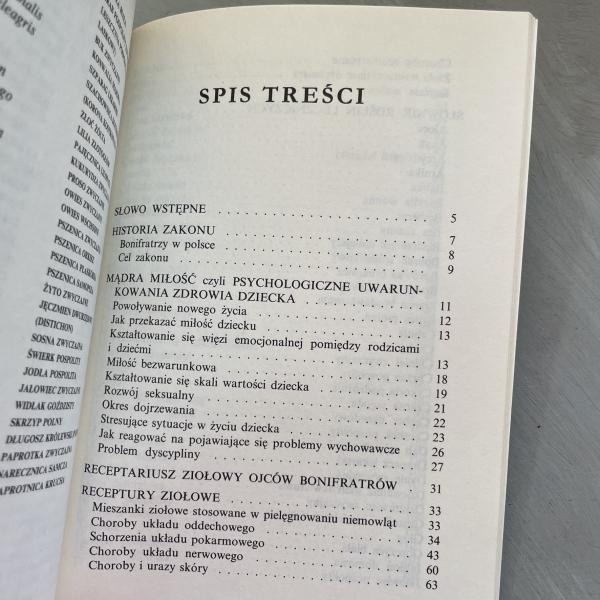 nalis
eleagris
ZŁOĆ ŻÓŁTA
KUKURYDZA ZWYCZAJNA
PROSO ZWYCZAJNE
OWIES ZWYCZAJNY
PSZENICA ZWYCZAJNA
PSZENICA ORKISZ
PSZENICA PŁASKURKA
PSZENICA SAMOPSZA
ŻYTO ZWYCZAJNE
JĘCZMIEŃ DWURZĘDOWY
(DISTICHON)
SOSNA ZWYCZAJNA
ŚWIERK POSPOLITY
JODŁA POSPOLITA
JAŁOWIEC ZWYCZAJNY
WIDŁAK GOŹDZISTY
SKRZYP POLNY
DŁUGOSZ KRÓLEWSKI
PAPROTKA ZWYCZAJNA
NARECZNICA SAMCZA
PAPROTNICA KRUCHA
SPIS TREŚCI
SŁOWO WSTĘPNE . . . . . . . . . . . . . . . . . . . 5
HISTORIA ZAKONU . . . . . . . . . . . . . . . . . . 7
Bonifratrzy w polsce . . . . . . . . . . . . . . . . . 8
Cel zakonu . . . . . . . . . . . . . . . . . . . . . 9
MĄDRA MIŁOŚĆ czyli PSYCHOLOGICZNE UWARUN-
KOWANIA ZDROWIA DZIECKA . . . . . . . . . . . . 11
Powoływanie nowego życia . . . . . . . . . . . . . . 12
Jak przekazać miłość dziecku . . . . . . . . . . . . . 13
Kształtowanie się więzi emocjonalnej pomiędzy rodzicami
i dziećmi . . . . . . . . . . . . . . . . . . . . . 13
Miłość bezwarunkowa . . . . . . . . . . . . . . . . 18
Kształtowanie się skali wartości dziecka . . . . . . . . . 19
Rozwój seksualny . . . . . . . . . . . . . . . . . . 21
Okres dojrzewania . . . . . . . . . . . . . . . . . . 22
Stresujące sytuacje w życiu dziecka . . . . . . . . . . . 23
Jak reagować na pojawiające się problemy wychowawcze . . 26
Problem dyscypliny . . . . . . . . . . . . . . . . . 27
RECEPTARIUSZ ZIOŁOWY OJCÓW BONIFRATRÓW . 31
RECEPTURY ZIOŁOWE . . . . . . . . . . . . . . . . 33
Mieszanki ziołowe stosowane w pielęgnowaniu niemowląt . 33
Choroby układu oddechowego . . . . . . . . . . . . . 34
Schorzenia układu pokarmowego . . . . . . . . . . . . 43
Choroby układu nerwowego . . . . . . . . . . . . . . 60
Choroby i urazy skóry . . . . . . . . . . . . . . . . 63